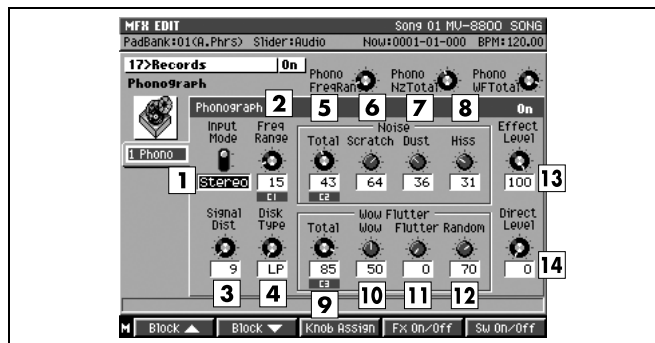 MFX EDIT Song 01 MV-8800 SONG
PadBank:01(A.Phrs) Slider:Audio Now:0001-01-000 BPM:120.00
17>Records On
Phono Phono Phono
FreqRange NzTotal WFTotal
Phonograph
5 6 7 8
Phonograph 2 On
Input Mode Freq Range Noise Effect Level
Total Scratch Dust Hiss
1 Phono
1
Stereo 15 43 64 36 31 100 13
C1 C2
Signal Dist Disk Type Wow Flutter Direct Level
Total Wow Flutter Random
9 LP 85 50 0 70 0 14
C3
3 4 9 10 11 12
M Block ▲ Block ▼ Knob Assign Fx On/Off Sw On/Off